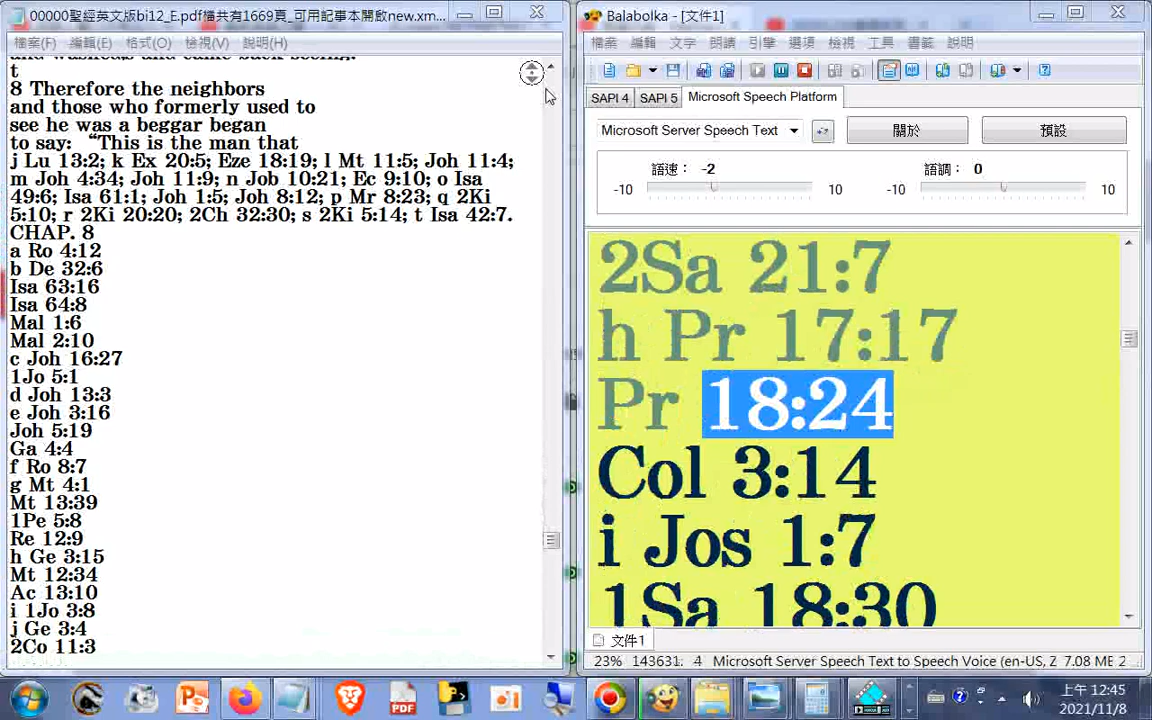 00000聖經英文版bi12_E.pdf檔共有1669頁_可用記事本開啟new.xm...
檔案(F) 編輯(E) 格式(O) 檢視(V) 說明(H)
and washed, and came back seeing.
t
8 Therefore the neighbors
and those who formerly used to
see he was a beggar began
to say: “This is the man that
j Lu 13:2; k Ex 20:5; Eze 18:19; l Mt 11:5; Joh 11:4;
m Joh 4:34; Joh 11:9; n Job 10:21; Ec 9:10; o Isa
49:6; Isa 61:1; Joh 1:5; Joh 8:12; p Mr 8:23; q 2Ki
5:10; r 2Ki 20:20; 2Ch 32:30; s 2Ki 5:14; t Isa 42:7.
CHAP. 8
a Ro 4:12
b De 32:6
Isa 63:16
Isa 64:8
Mal 1:6
Mal 2:10
c Joh 16:27
1Jo 5:1
d Joh 13:3
e Joh 3:16
Joh 5:19
Ga 4:4
f Ro 8:7
g Mt 4:1
Mt 13:39
1Pe 5:8
Re 12:9
h Ge 3:15
Mt 12:34
Ac 13:10
i 1Jo 3:8
j Ge 3:4
2Co 11:3
Balabolka - [文件1]
檔案 編輯 文字 朗讀 引擎 選項 檢視 工具 書籤 說明
SAPI 4 SAPI 5 Microsoft Speech Platform
Microsoft Server Speech Text 關於 預設
語速： -2 語調： 0
-10 10 -10 10
2Sa 21:7
h Pr 17:17
Pr 18:24
Col 3:14
i Jos 1:7
1Sa 18:30
文件1
23% 143631: 4 Microsoft Server Speech Text to Speech Voice (en-US, Z 7.08 ME 2
PDF
上午 12:45
2021/11/8